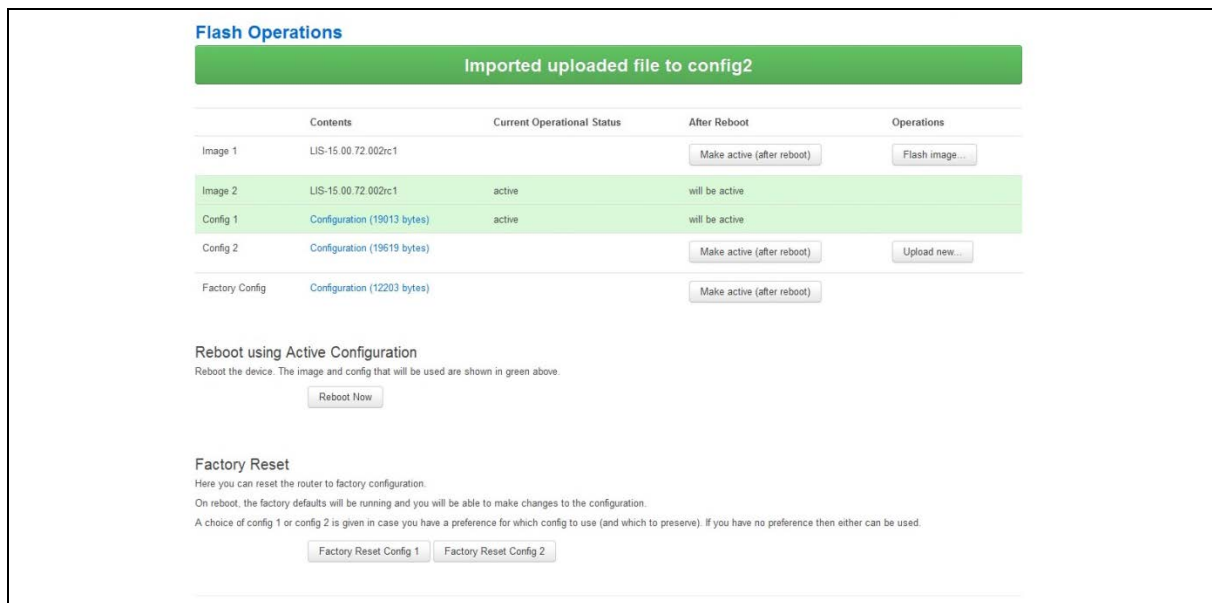 Flash Operations
Imported uploaded file to config2
Contents Current Operational Status After Reboot Operations
Image 1 LIS-15.00.72.002rc1 Make active (after reboot) Flash image...
Image 2 LIS-15.00.72.002rc1 active will be active
Config 1 Configuration (19013 bytes) active will be active
Config 2 Configuration (19619 bytes) Make active (after reboot) Upload new...
Factory Config Configuration (12203 bytes) Make active (after reboot)
Reboot using Active Configuration
Reboot the device. The image and config that will be used are shown in green above.
Reboot Now
Factory Reset
Here you can reset the router to factory configuration.
On reboot, the factory defaults will be running and you will be able to make changes to the configuration.
A choice of config 1 or config 2 is given in case you have a preference for which config to use (and which to preserve). If you have no preference then either can be used.
Factory Reset Config 1 Factory Reset Config 2